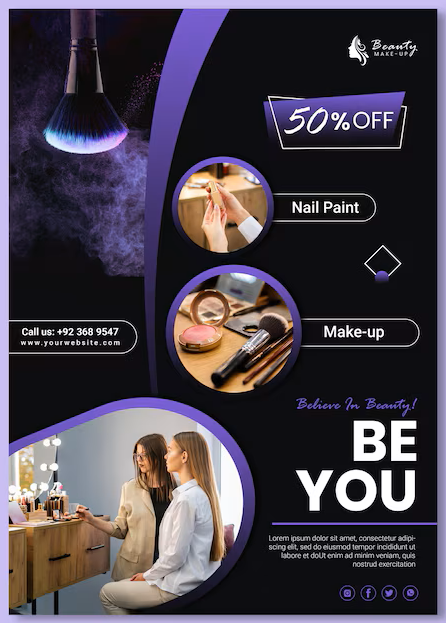 Beauty
MAKE-UP
50% OFF
Nail Paint
Make-up
Call us: +92 368 9547
www.yourwebsite.com
Believe In Beauty!
BE
YOU
Lorem ipsum dolor sit amet, consectetur adipi-
scing elit, sed do eiusmod tempor incididunt ut
labore et doUt enim ad minim veniam, quis
nostrud exercitation